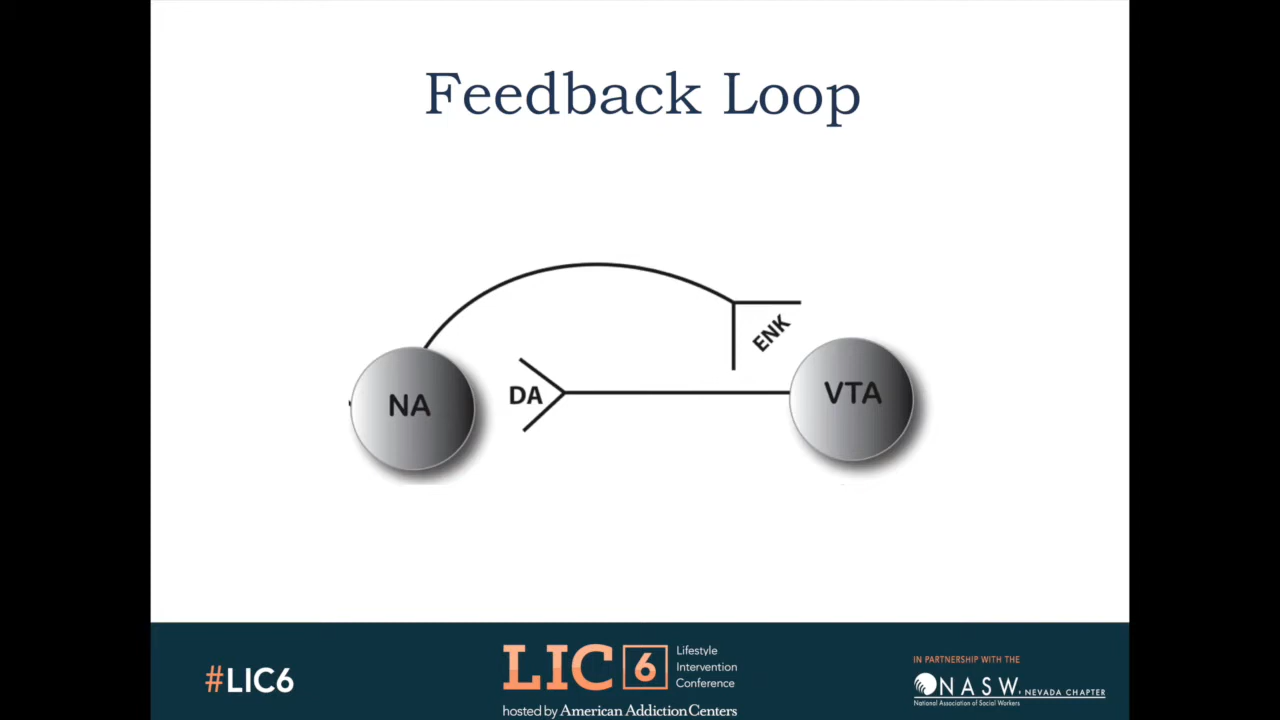 Feedback Loop
ENK
NA
DA
VTA
#LIC6
LIC 6
Lifestyle
Intervention
Conference
hosted by American Addiction Centers
IN PARTNERSHIP WITH THE
NASW, NEVADA CHAPTER
National Association of Social Workers